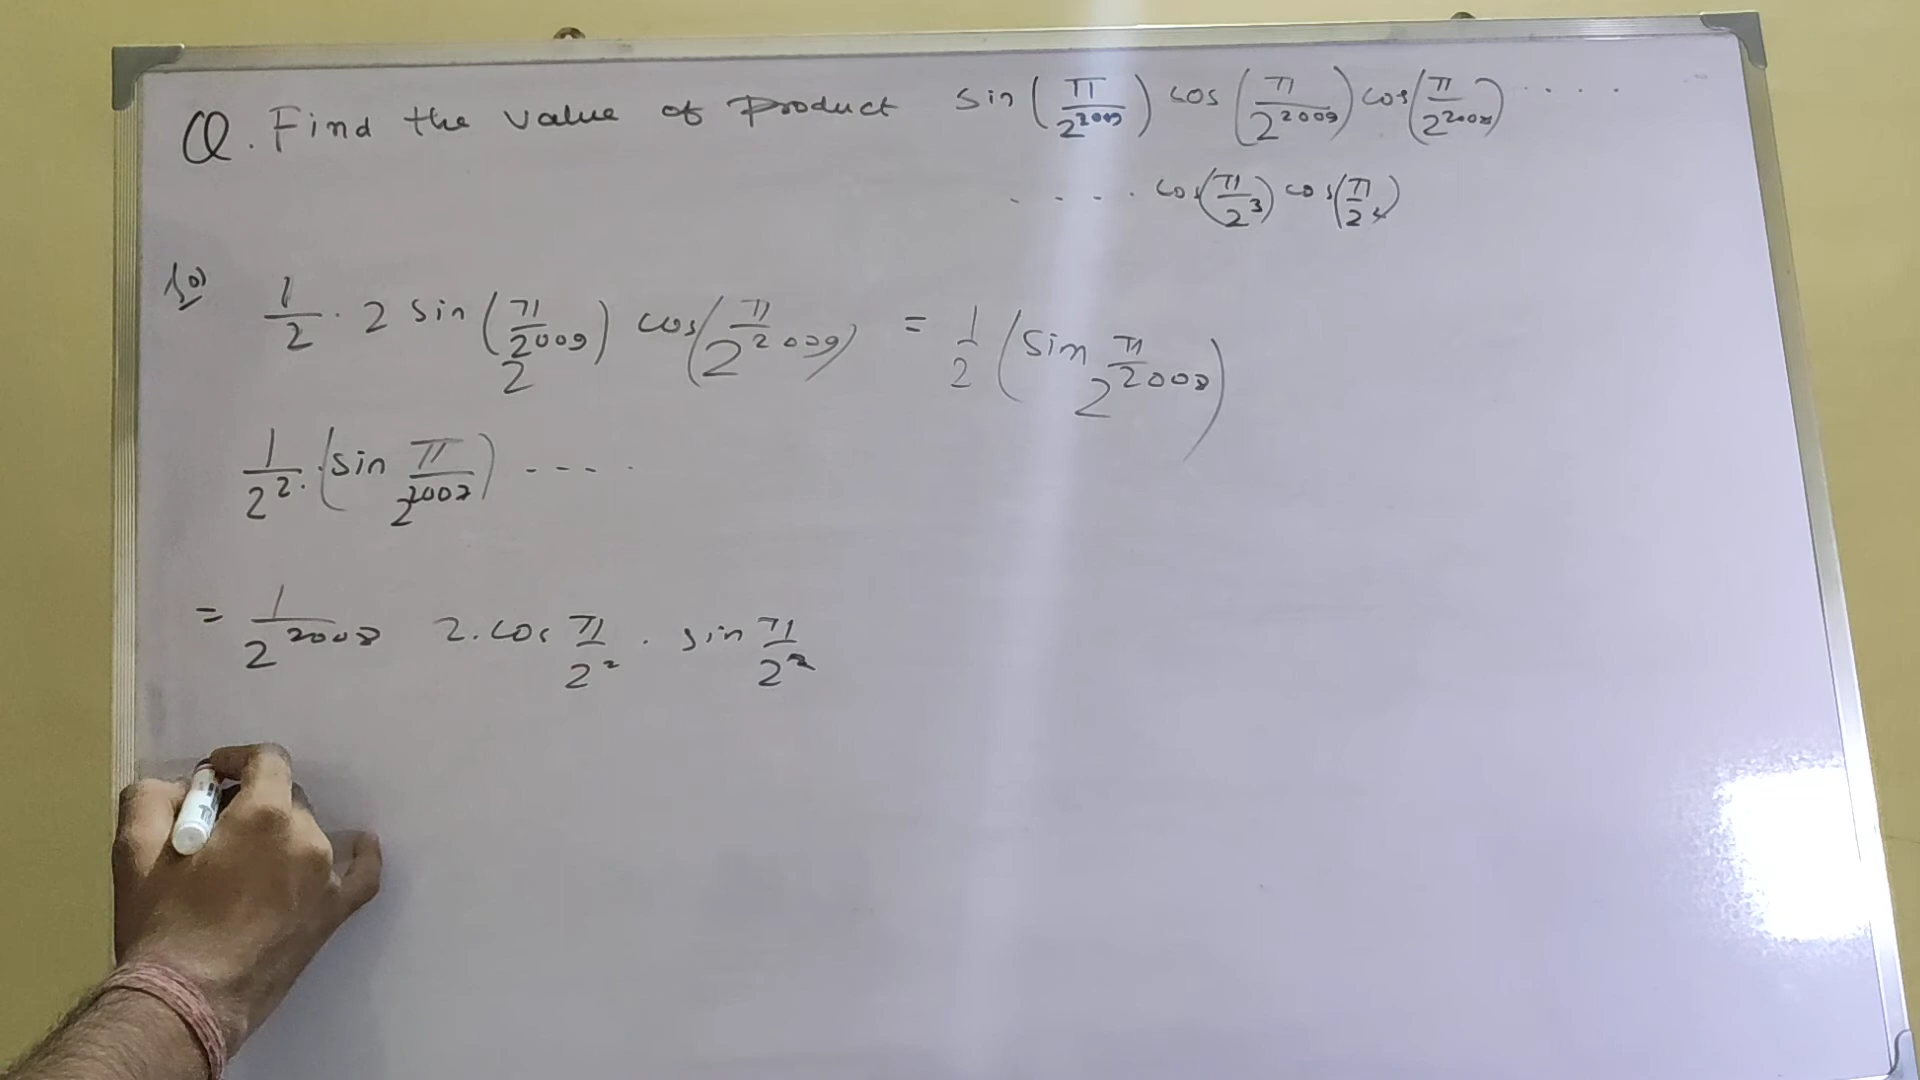 Q. Find the value of Product sin(π/2^2009) cos(π/2^2009) cos(π/2^2008) ....
.... cos(π/2^3) cos(π/2^2)
Sol 1/2 . 2 sin(π/2^2009) cos(π/2^2009) = 1/2 (sin π/2^2008)
1/2^2 . (sin π/2^2007) ----
= 1/2^2008 2.cos π/2^2 . sin π/2^2